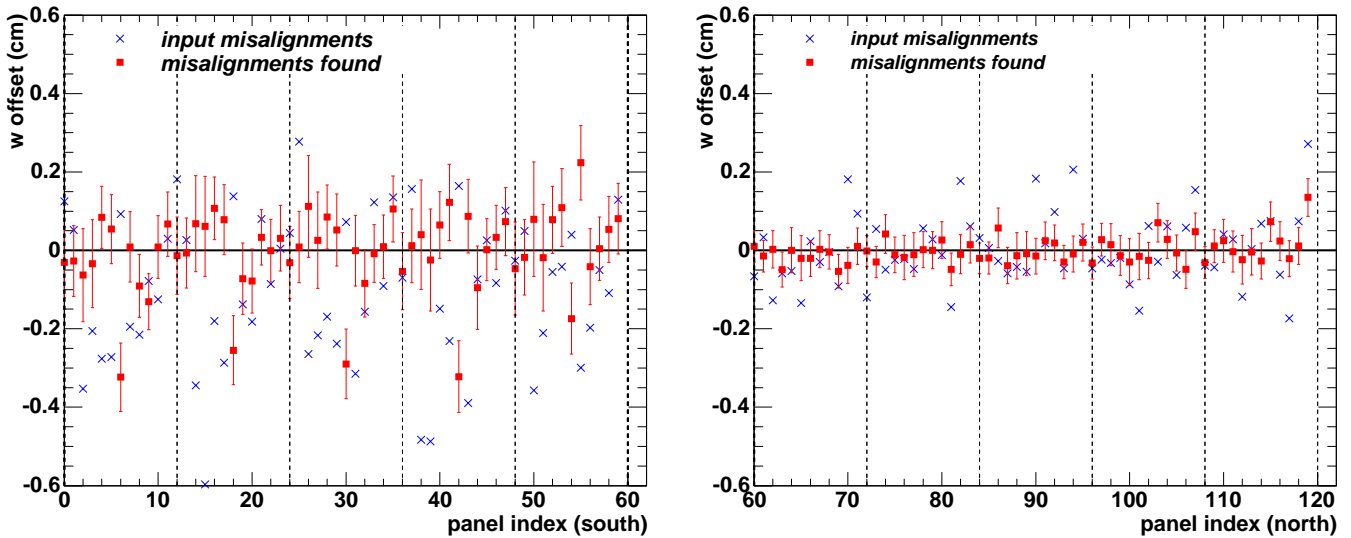 w offset (cm)
0.6
0.4
0.2
0
-0.2
-0.4
-0.6
input misalignments
misalignments found
0 10 20 30 40 50 60
panel index (south)
w offset (cm)
0.6
0.4
0.2
0
-0.2
-0.4
-0.6
input misalignments
misalignments found
60 70 80 90 100 110 120
panel index (north)